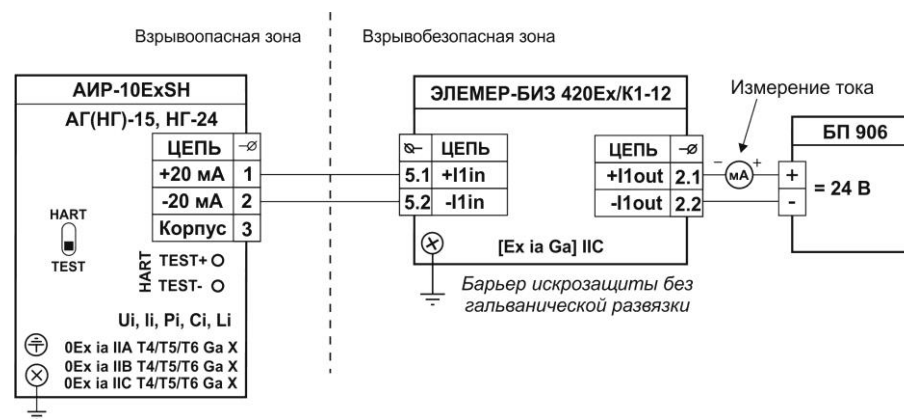 Взрывоопасная зона
Взрывобезопасная зона
АИР-10ExSH
АГ(НГ)-15, НГ-24
ЦЕПЬ
+20 мА 1
-20 мА 2
Корпус 3
HART
TEST
HART
TEST+
TEST-
Ui, Ii, Pi, Ci, Li
0Ex ia IIA T4/T5/T6 Ga X
0Ex ia IIB T4/T5/T6 Ga X
0Ex ia IIC T4/T5/T6 Ga X
ЭЛЕМЕР-БИЗ 420Ex/К1-12
ЦЕПЬ
5.1 +I1in
5.2 -I1in
ЦЕПЬ
+I1out 2.1
-I1out 2.2
[Ex ia Ga] IIC
Барьер искрозащиты без
гальванической развязки
Измерение тока
- мА +
БП 906
+
= 24 В
-